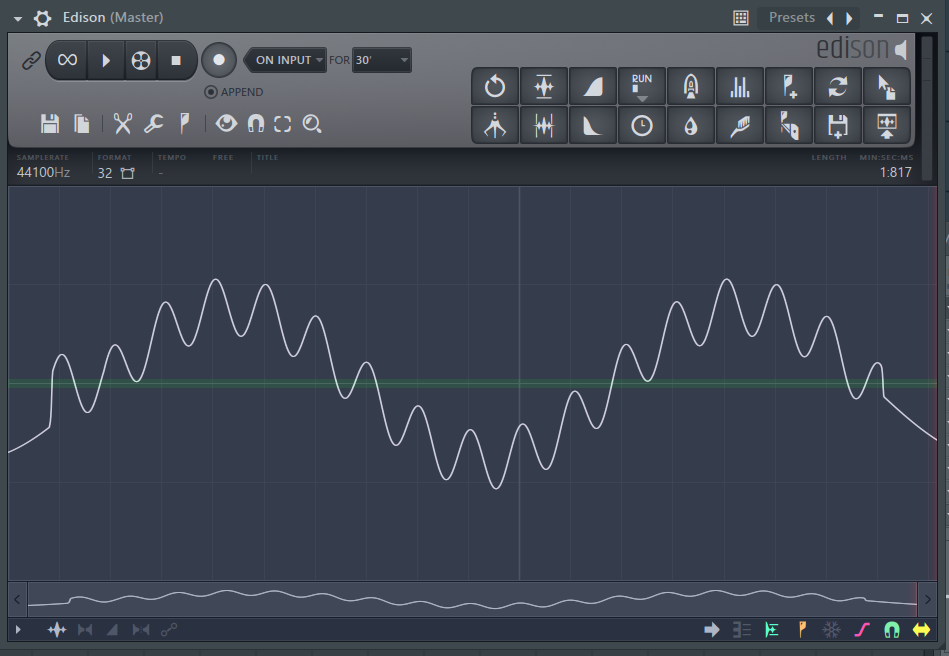 Edison (Master)
Presets
edison
ON INPUT FOR 30'
APPEND
RUN
SAMPLERATE FORMAT TEMPO FREE TITLE LENGTH MIN:SEC:MS
44100Hz 32 - 1:817